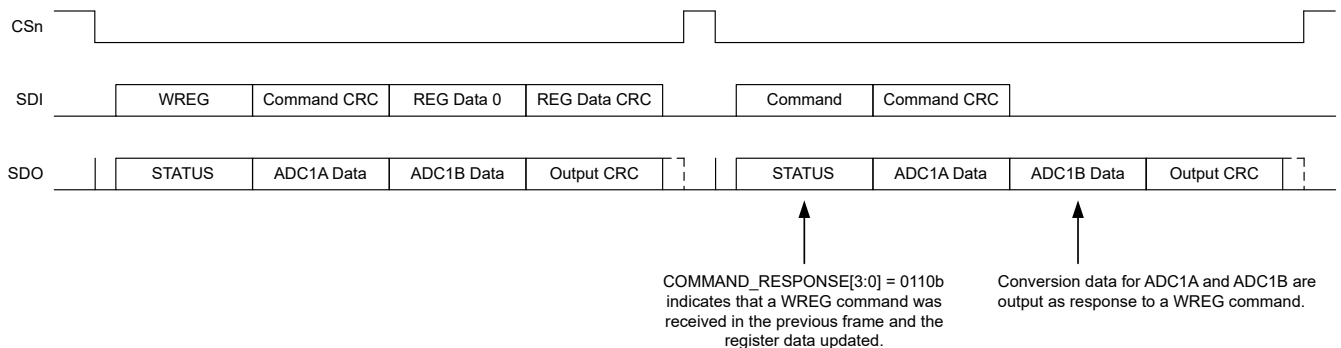 CSn
SDI
WREG Command CRC REG Data 0 REG Data CRC Command Command CRC
SDO
STATUS ADC1A Data ADC1B Data Output CRC STATUS ADC1A Data ADC1B Data Output CRC
COMMAND_RESPONSE[3:0] = 0110b
indicates that a WREG command was
received in the previous frame and the
register data updated.
Conversion data for ADC1A and ADC1B are
output as response to a WREG command.